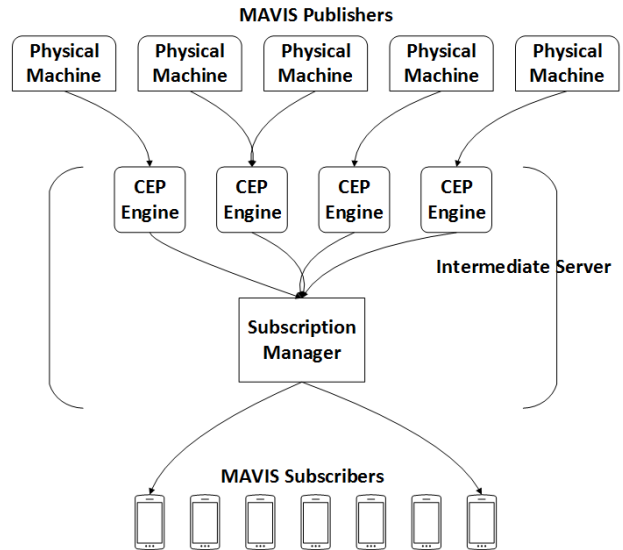 MAVIS Publishers
Physical Machine
Physical Machine
Physical Machine
Physical Machine
Physical Machine
CEP Engine
CEP Engine
CEP Engine
CEP Engine
Intermediate Server
Subscription
Manager
MAVIS Subscribers